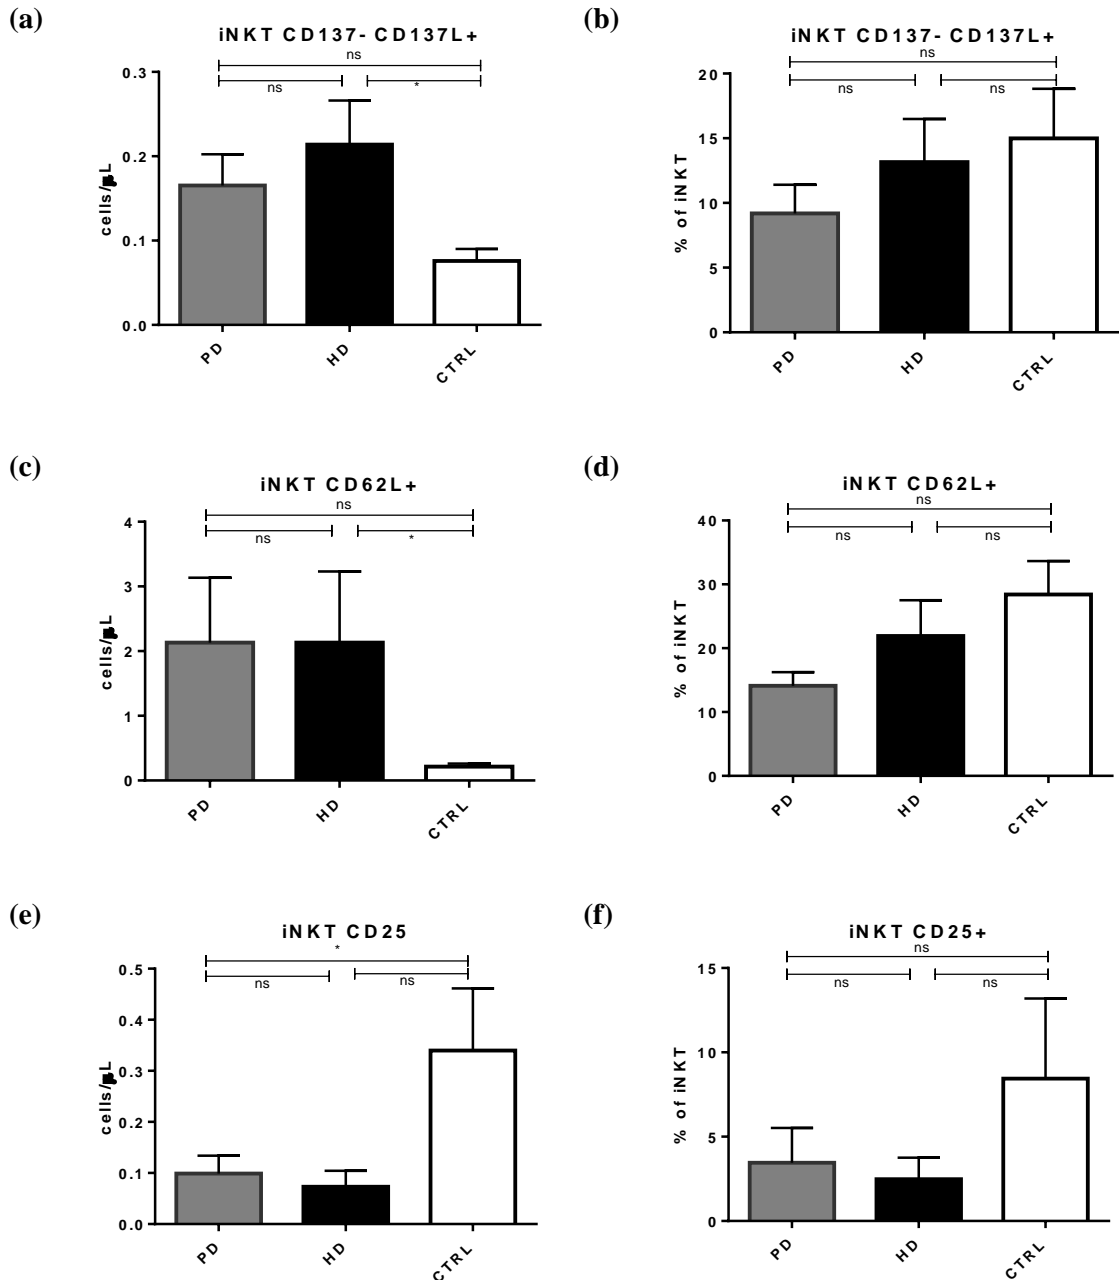 (a)
iNKT CD137- CD137L+
ns
ns
*
0.3
0.2
0.1
0.0
cells/μL
PD
HD
CTRL
(b)
iNKT CD137- CD137L+
ns
ns
ns
20
15
10
5
0
% of iNKT
PD
HD
CTRL
(c)
iNKT CD62L+
ns
ns
*
4
3
2
1
0
cells/μL
PD
HD
CTRL
(d)
iNKT CD62L+
ns
ns
ns
40
30
20
10
0
% of iNKT
PD
HD
CTRL
(e)
iNKT CD25
*
ns
ns
0.5
0.4
0.3
0.2
0.1
0.0
cells/μL
PD
HD
CTRL
(f)
iNKT CD25+
ns
ns
ns
15
10
5
0
% of iNKT
PD
HD
CTRL